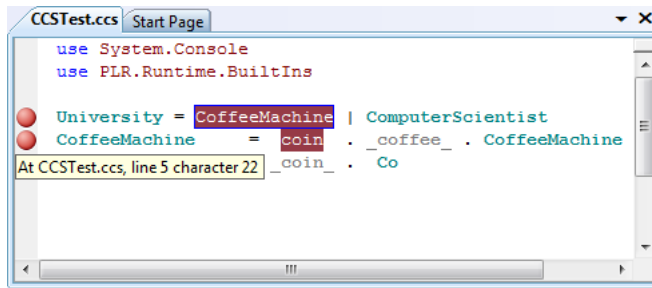 CCSTest.ccs Start Page
use System.Console
use PLR.Runtime.BuiltIns
University = CoffeeMachine | ComputerScientist
CoffeeMachine = coin . _coffee_ . CoffeeMachine
At CCSTest.ccs, line 5 character 22 _coin_ . Co